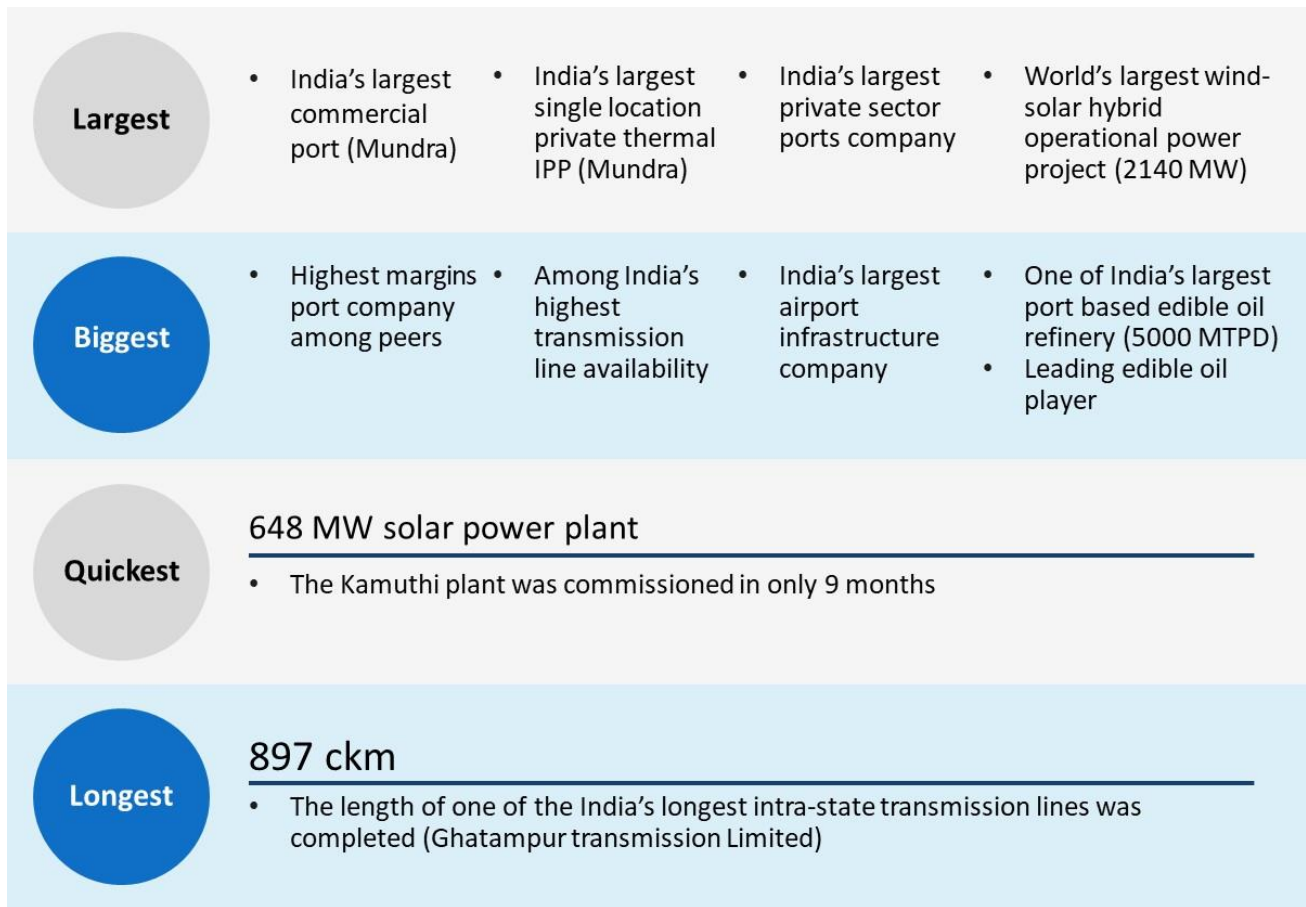 Largest
• India's largest
commercial
port (Mundra)
• India's largest
single location
private thermal
IPP (Mundra)
• India's largest
private sector
ports company
• World's largest wind-
solar hybrid
operational power
project (2140 MW)
Biggest
• Highest margins
port company
among peers
• Among India's
highest
transmission
line availability
• India's largest
airport
infrastructure
company
• One of India's largest
port based edible oil
refinery (5000 MTPD)
• Leading edible oil
player
Quickest
648 MW solar power plant
• The Kamuthi plant was commissioned in only 9 months
Longest
897 ckm
• The length of one of the India's longest intra-state transmission lines was
completed (Ghatampur transmission Limited)